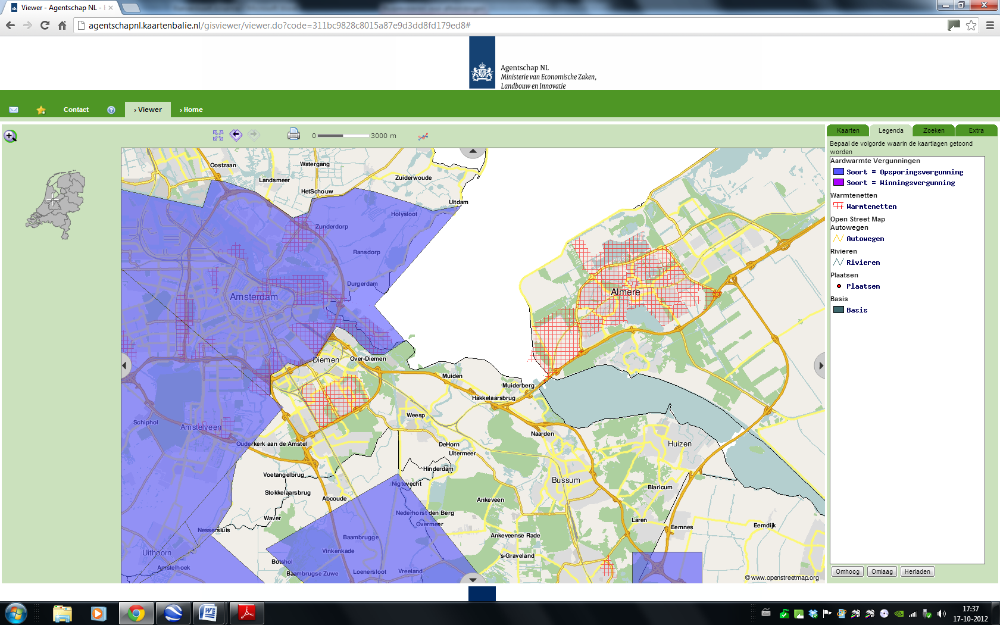 Viewer - Agentschap NL -
agentschapnl.kaartenbalie.nl/gisviewer/viewer.do?code=311bc9828c8015a87e9d3dd8fd179ed8#
Agentschap NL
Ministerie van Economische Zaken,
Landbouw en Innovatie
Contact
› Viewer
› Home
0
3000 m
Kaarten
Legenda
Zoeken
Extra
Bepaal de volgorde waarin de kaartlagen getoond
worden
Aardwarmte Vergunningen
Soort = Opsporingsvergunning
Soort = Winningsvergunning
Warmtenetten
Warmtenetten
Open Street Map
Autowegen
Autowegen
Rivieren
Rivieren
Plaatsen
Plaatsen
Basis
Basis
Omhoog
Omlaag
Herladen
Oostzaan
Watergang
Landsmeer
Zuiderwoude
HetSchouw
Uitdam
Holysloot
Zunderdorp
Ransdorp
Durgerdam
Amsterdam
Almere
Diemen
Over-Diemen
Muiden
Muiderberg
Hakkelaarsbrug
Schiphol
Weesp
Amstelveen
Naarden
Ouderkerk aan de Amstel
DeHorn
Huizen
Uitermeer
Hinderdam
Voetangelbrug
Bussum
Nigtevecht
Blaricum
Stokkelaarsbrug
Abcoude
Ankeveen
Waver
Nederhorst den Berg
Overmeer
Laren
Eemnes
Eemdijk
Nessersluis
Ankeveense Rade
Baambrugge
Uithoorn
Vinkenkade
's-Graveland
Botshol
Amstelhoek
Baambrugse Zuwe
Loenersloot
Vreeland
© www.openstreetmap.org
17:37
17-10-2012